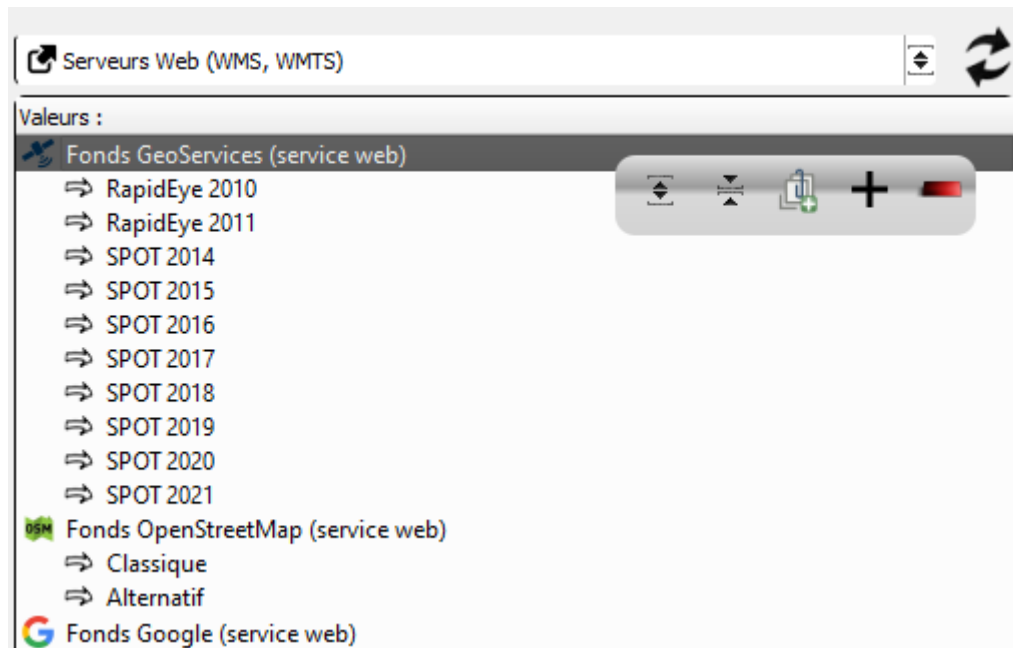 Serveurs Web (WMS, WMTS)
Valeurs :
Fonds GeoServices (service web)
RapidEye 2010
RapidEye 2011
SPOT 2014
SPOT 2015
SPOT 2016
SPOT 2017
SPOT 2018
SPOT 2019
SPOT 2020
SPOT 2021
OSM Fonds OpenStreetMap (service web)
Classique
Alternatif
G Fonds Google (service web)